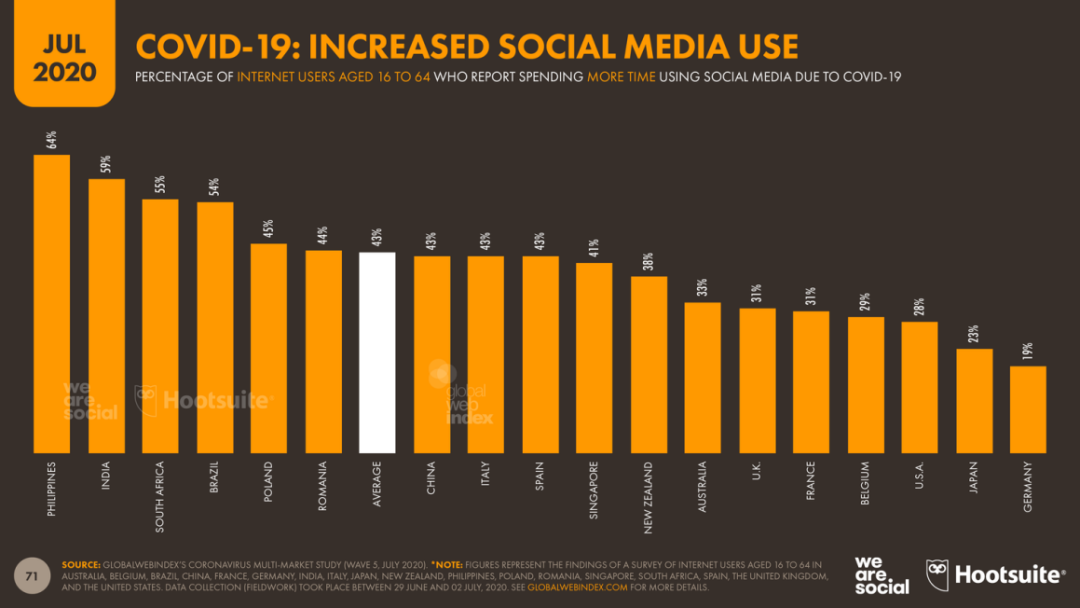 JUL
2020
COVID-19: INCREASED SOCIAL MEDIA USE
PERCENTAGE OF INTERNET USERS AGED 16 TO 64 WHO REPORT SPENDING MORE TIME USING SOCIAL MEDIA DUE TO COVID-19
64%
59%
55%
54%
45%
44%
43%
43%
43%
43%
41%
38%
33%
31%
31%
29%
28%
23%
19%
we
are
social
Hootsuite®
global
web
index
PHILIPPINES
INDIA
SOUTH AFRICA
BRAZIL
POLAND
ROMANIA
AVERAGE
CHINA
ITALY
SPAIN
SINGAPORE
NEW ZEALAND
AUSTRALIA
U.K.
FRANCE
BELGIUM
U.S.A.
JAPAN
GERMANY
71
SOURCE: GLOBALWEBINDEX'S CORONAVIRUS MULTI-MARKET STUDY (WAVE 5, JULY 2020). *NOTE: FIGURES REPRESENT THE FINDINGS OF A SURVEY OF INTERNET USERS AGED 16 TO 64 IN
AUSTRALIA, BELGIUM, BRAZIL, CHINA, FRANCE, GERMANY, INDIA, ITALY, JAPAN, NEW ZEALAND, PHILIPPINES, POLAND, ROMANIA, SINGAPORE, SOUTH AFRICA, SPAIN, THE UNITED KINGDOM,
AND THE UNITED STATES. DATA COLLECTION (FIELDWORK) TOOK PLACE BETWEEN 29 JUNE AND 02 JULY, 2020. SEE GLOBALWEBINDEX.COM FOR MORE DETAILS.
we
are
social
Hootsuite®